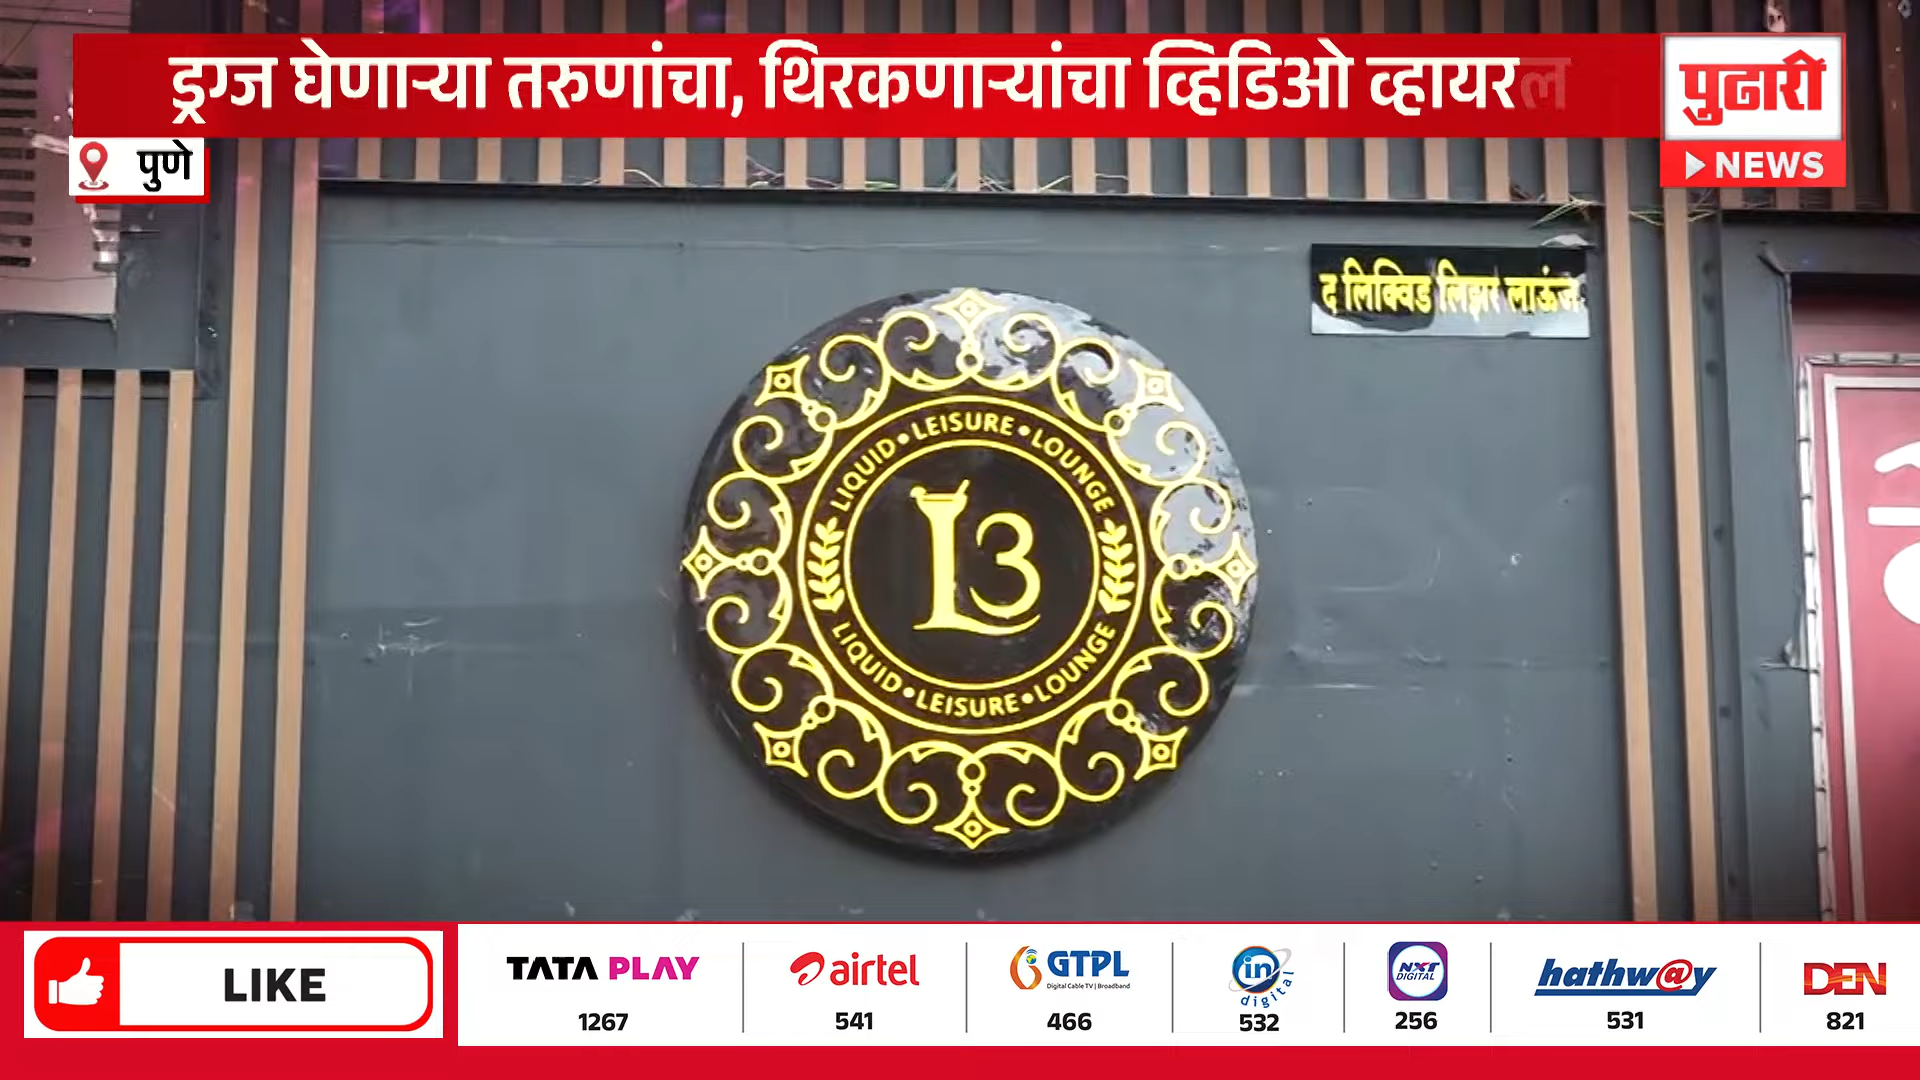 ड्रग्ज घेणाऱ्या तरुणांचा, थिरकणाऱ्यांचा व्हिडिओ व्हायरल
पुढारी
NEWS
पुणे
द लिक्विड लिझर लाऊंज
LIQUID • LEISURE • LOUNGE
L3
LIQUID • LEISURE • LOUNGE
LIKE
TATA PLAY
1267
airtel
541
GTPL
Digital Cable TV | Broadband
466
in
digital
532
NXT
DIGITAL
256
hathw@y
531
DEN
821